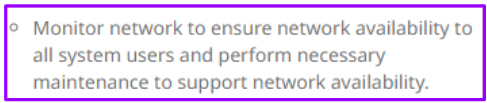 Monitor network to ensure network availability to
all system users and perform necessary
maintenance to support network availability.